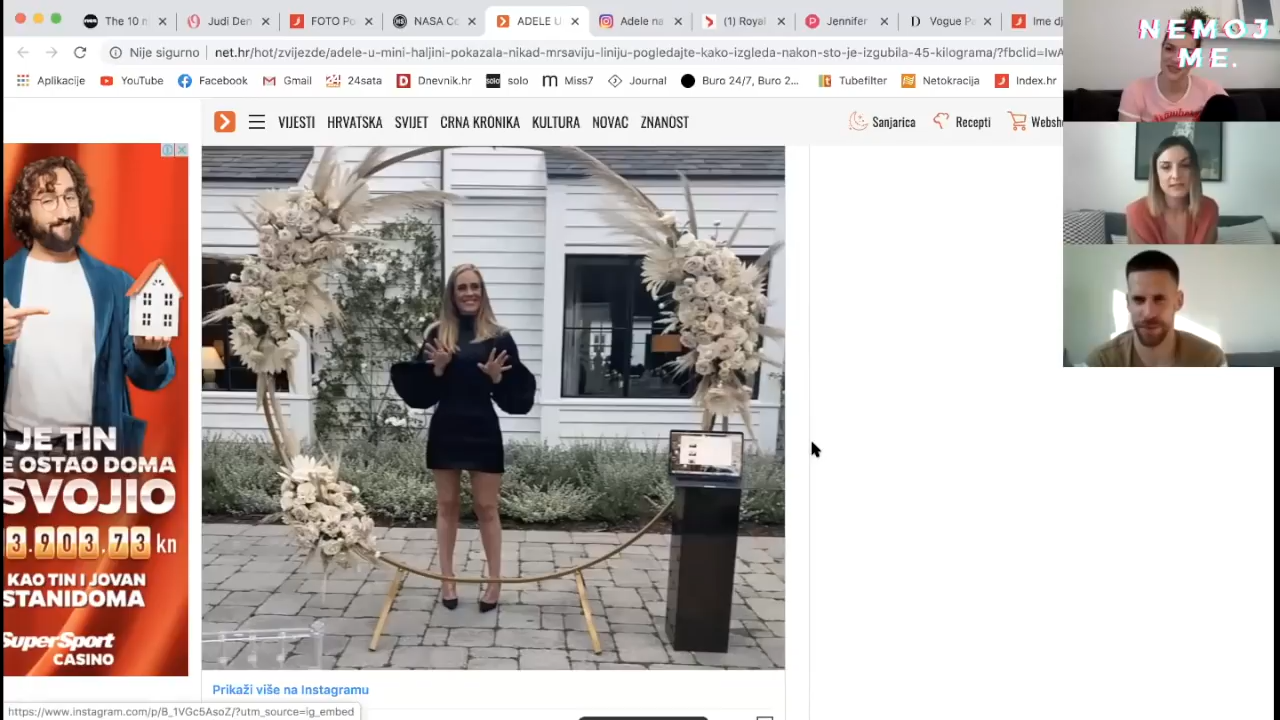 The 10 m
Judi Den
FOTO Po
NASA Co
ADELE U
Adele na
(1) Royal
Jennifer
Vogue Pa
Ime dj
NEMOJ
ME.
Nije sigurno
net.hr/hot/zvijezde/adele-u-mini-haljini-pokazala-nikad-mrsaviju-liniju-pogledajte-kako-izgleda-nakon-sto-je-izgubila-45-kilograma/?fbclid=IwA
Aplikacije
YouTube
Facebook
Gmail
24sata
Dnevnik.hr
solo
Miss7
Journal
Buro 24/7, Buro 2...
Tubefilter
Netokracija
Index.hr
VIJESTI HRVATSKA SVIJET CRNA KRONIKA KULTURA NOVAC ZNANOST
Sanjarica
Recepti
Websh
O JE TIN
E OSTAO DOMA
SVOJIO
3.903,73 kn
KAO TIN I JOVAN
STANIDOMA
SuperSport
CASINO
Prikaži više na Instagramu
https://www.instagram.com/p/B_1VGc5AsoZ/?utm_source=ig_embed